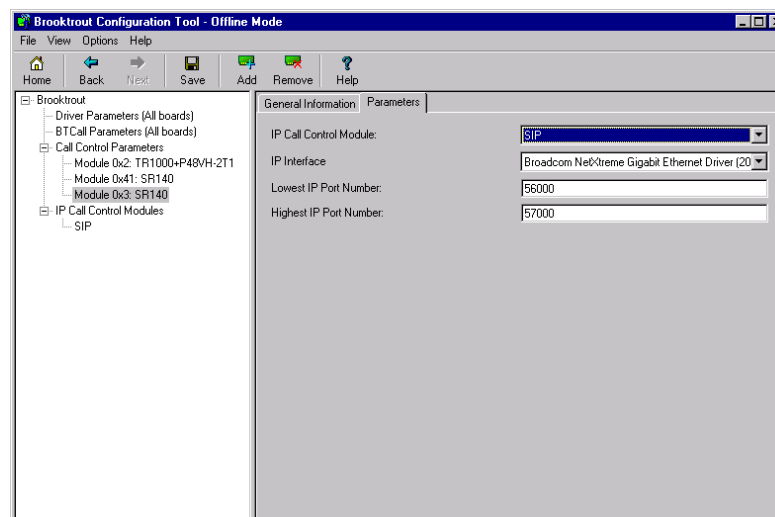 Brooktrout Configuration Tool - Offline Mode
File View Options Help
Home Back Next Save Add Remove Help
Brooktrout
Driver Parameters (All boards)
BTCall Parameters (All boards)
Call Control Parameters
Module 0x2: TR1000+P48VH-2T1
Module 0x41: SR140
Module 0x3: SR140
IP Call Control Modules
SIP
General Information Parameters
IP Call Control Module: SIP
IP Interface Broadcom NetXtreme Gigabit Ethernet Driver (20
Lowest IP Port Number: 56000
Highest IP Port Number: 57000